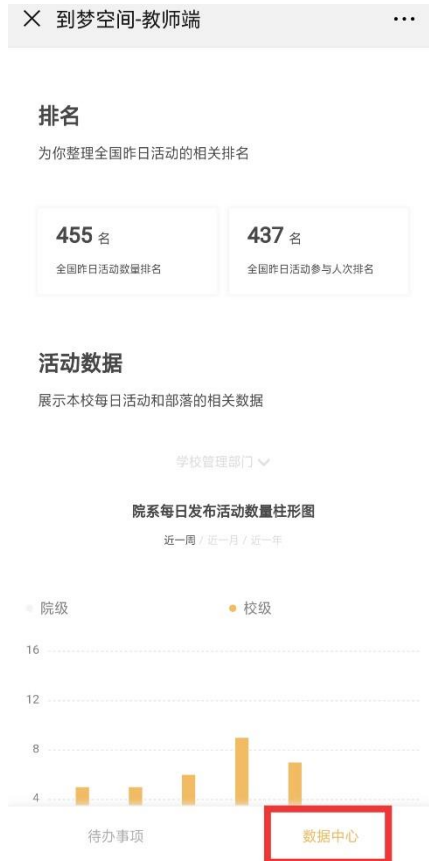 到梦空间-教师端
排名
为你整理全国昨日活动的相关排名
455 名
437 名
全国昨日活动数量排名
全国昨日活动参与人次排名
活动数据
展示本校每日活动和部落的相关数据
学校管理部门
院系每日发布活动数量柱形图
近一周 / 近一月 / 近一年
院级
校级
16
12
8
4
待办事项
数据中心